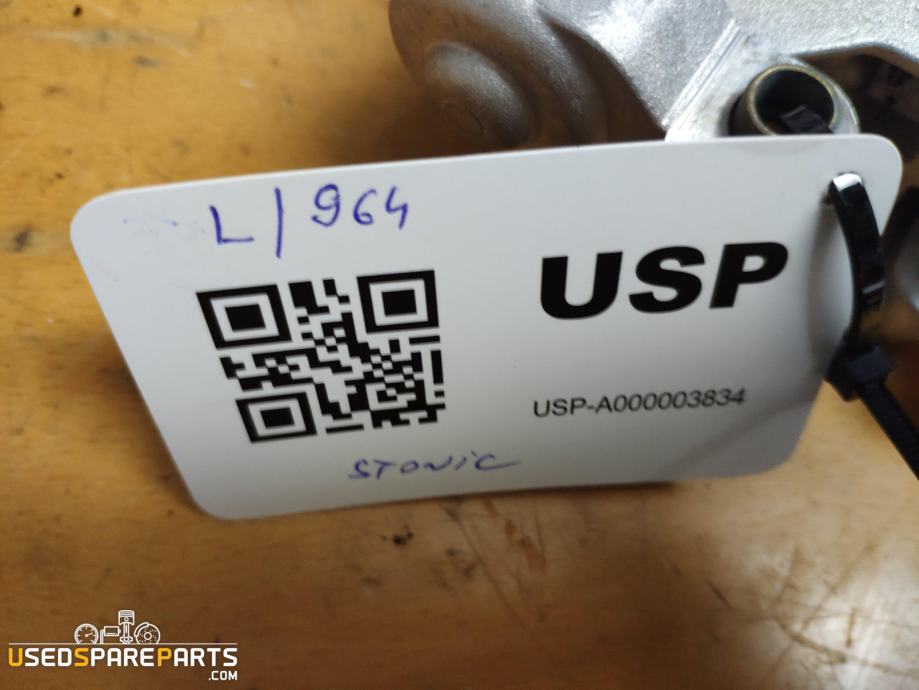 L/964
USP
USP-A000003834
STONIC
USEDSPAREPARTS
.COM